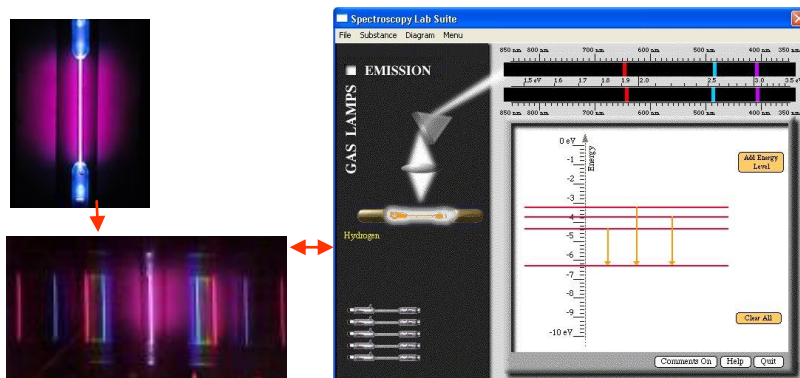 Spectroscopy Lab Suite
File Substance Diagram Menu
EMISSION
GAS LAMPS
Hydrogen
850 nm 800 nm 700 nm 600 nm 500 nm 400 nm 350 nm
1.5 eV 1.6 1.7 1.8 1.9 2.0 2.5 3.0 3.5 eV
850 nm 800 nm 700 nm 600 nm 500 nm 400 nm 350 nm
0 eV
Energy
-1
-2
-3
-4
-5
-6
-7
-8
-9
-10 eV
Add Energy
Level
Clear All
Comments On Help Quit